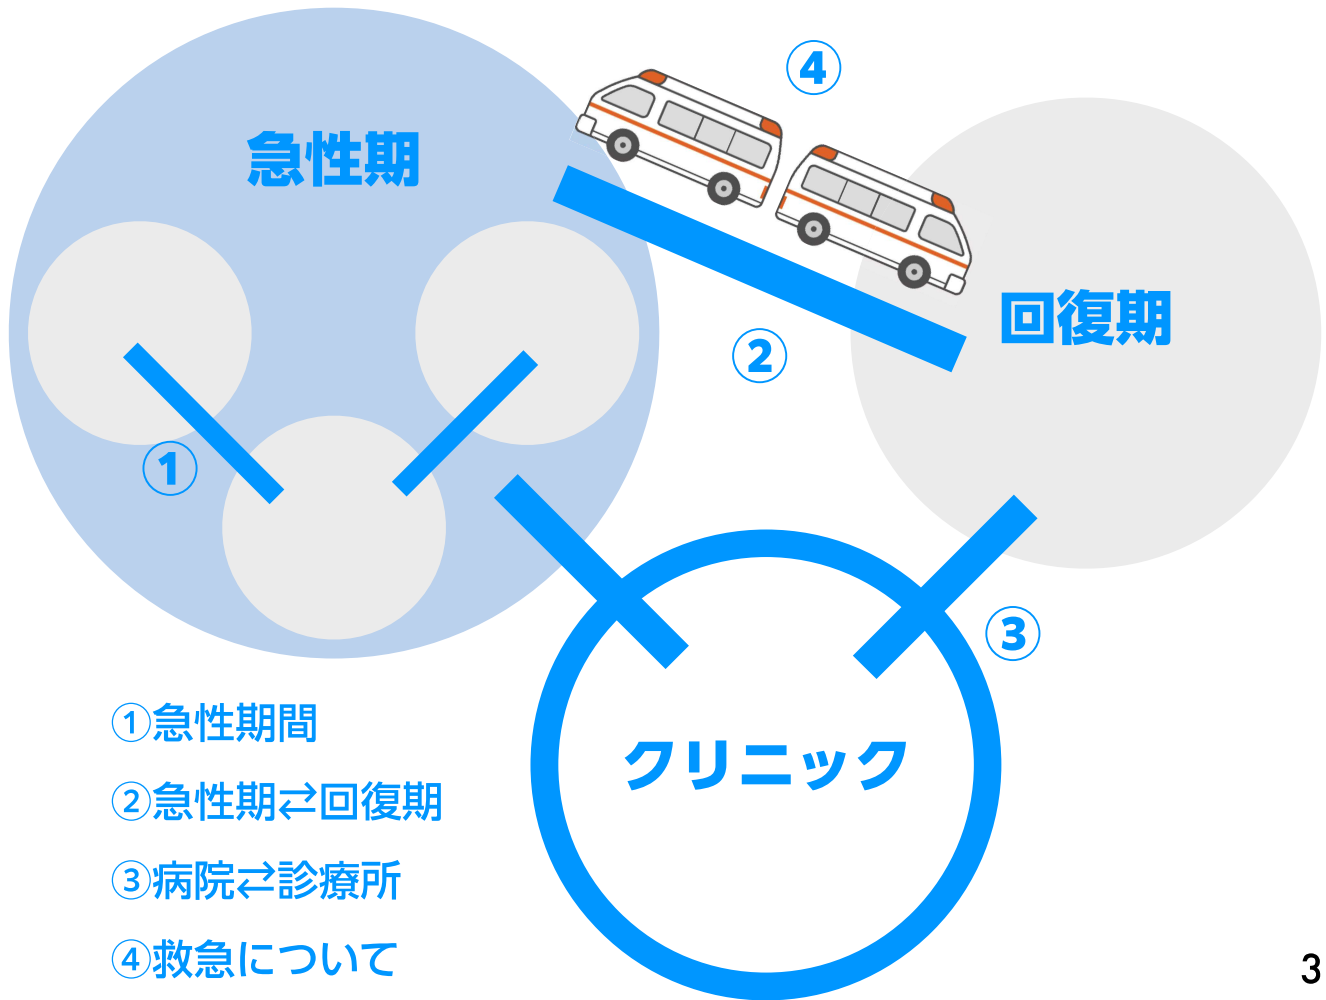 ④
急性期
回復期
②
①
③
クリニック
①急性期間
②急性期⇄回復期
③病院⇄診療所
④救急について
3